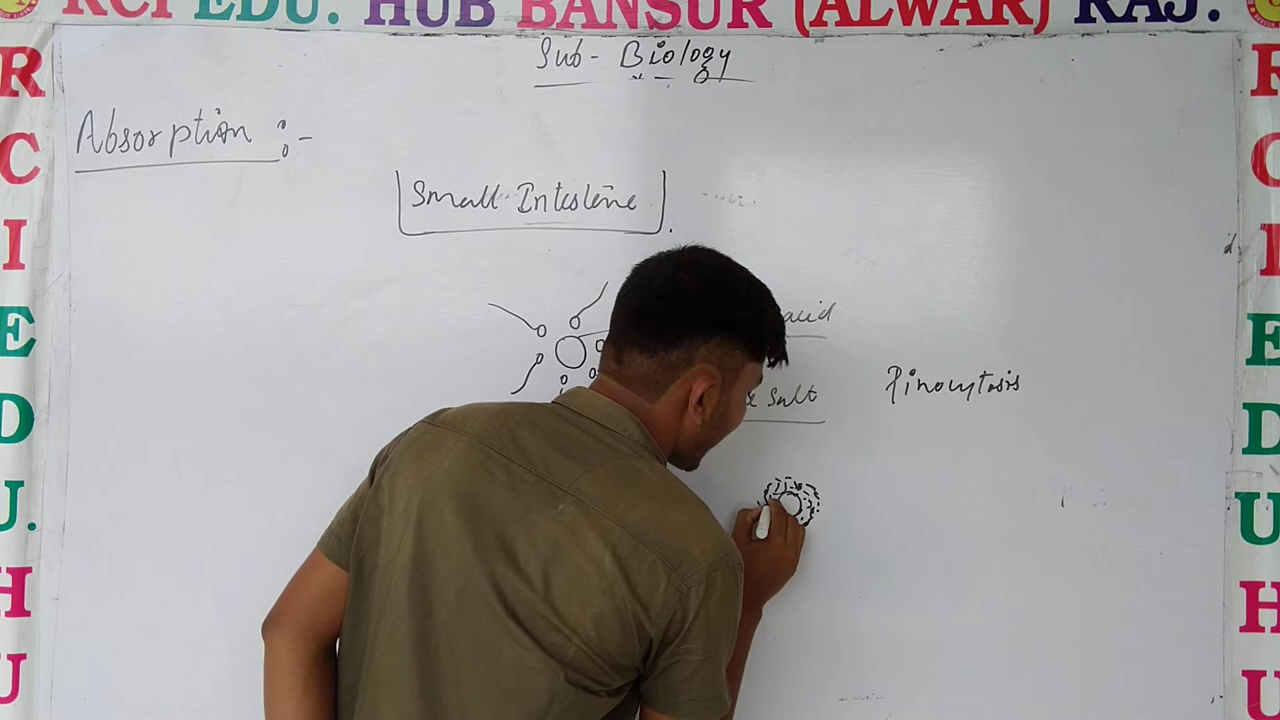 RCI EDU. HUB BANSUR (ALWAR) RAJ.
Sub- Biology
Absorption :-
Small Intestine
acid
Salt
Pinocytosis
R
C
I
E
D
U.
H
U
R
C
I
E
D
U
H
U